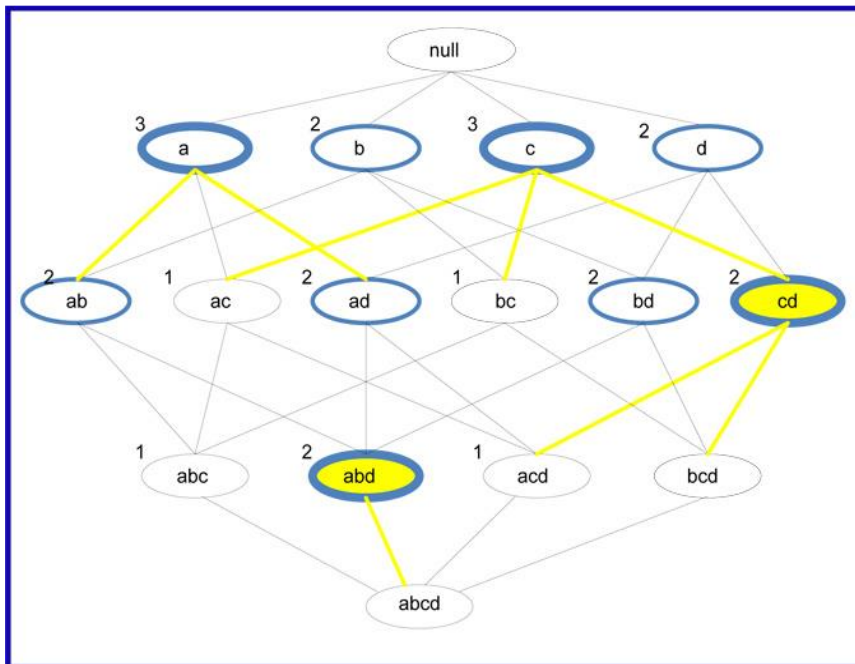 null
3 2 3 2
a b c d
2 1 2 1 2 2
ab ac ad bc bd cd
1 2 1
abc abd acd bcd
abcd